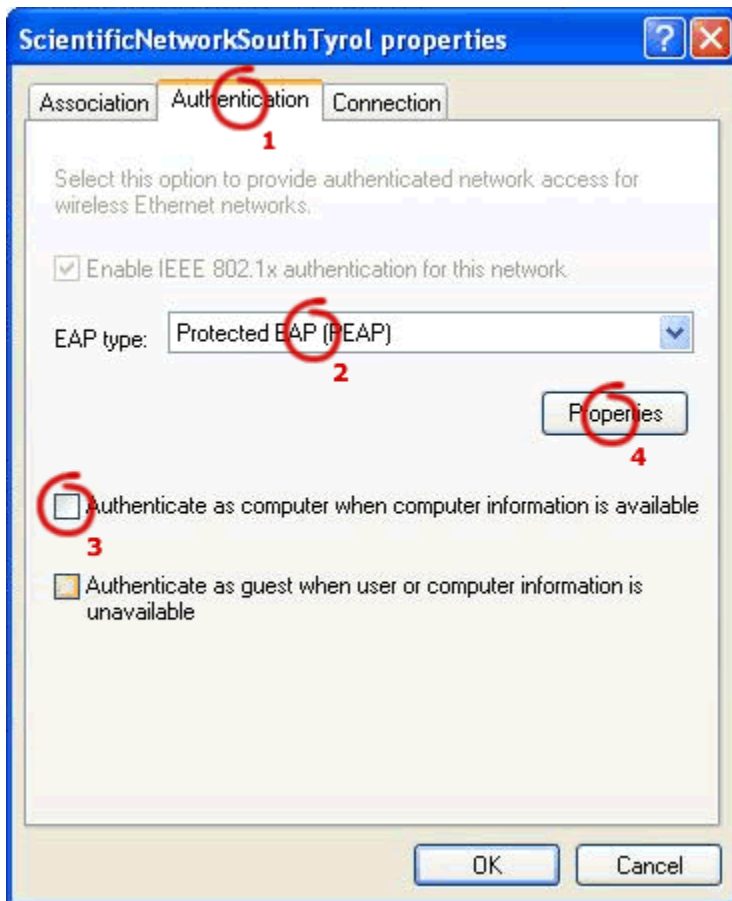 ScientificNetworkSouthTyrol properties
Association Authentication Connection
1
Select this option to provide authenticated network access for
wireless Ethernet networks.
Enable IEEE 802.1x authentication for this network
EAP type: Protected EAP (PEAP)
2
Properties
4
Authenticate as computer when computer information is available
3
Authenticate as guest when user or computer information is
unavailable
OK Cancel